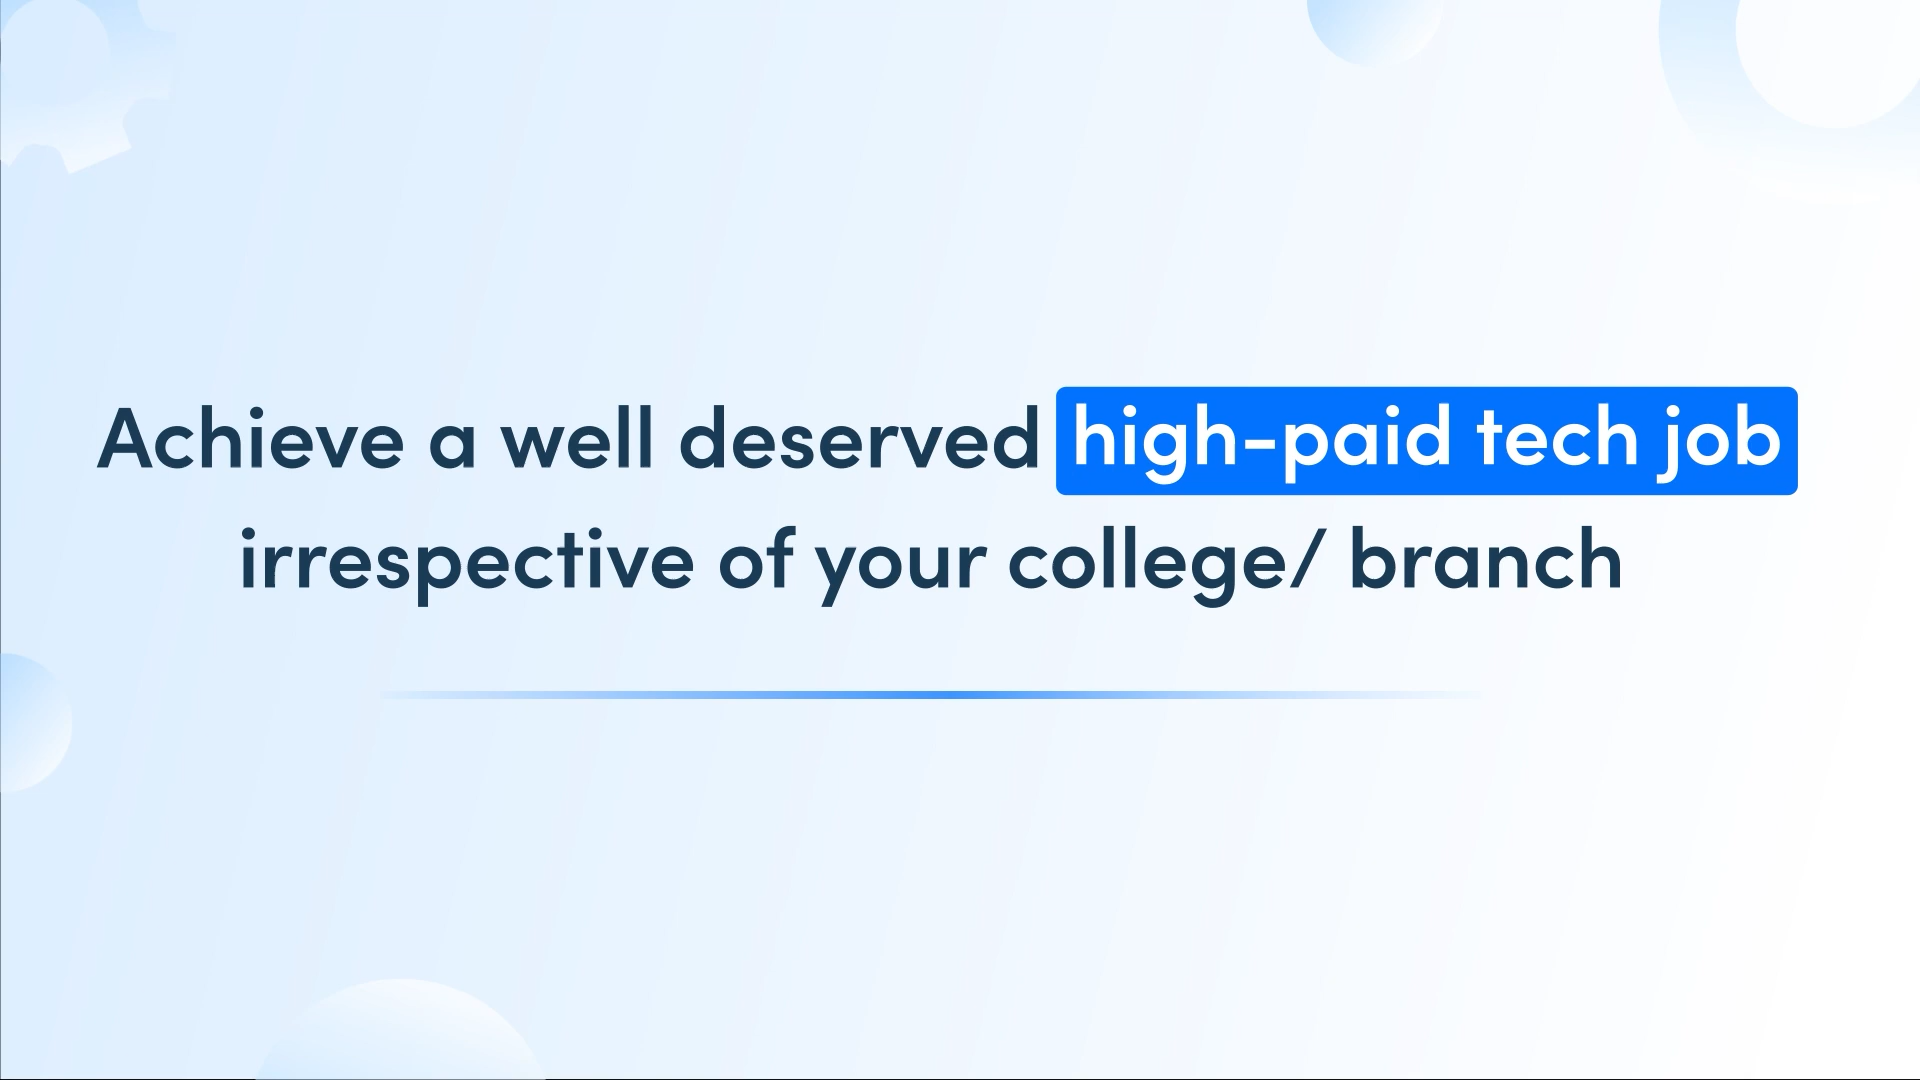 Achieve a well deserved high-paid tech job
irrespective of your college/ branch